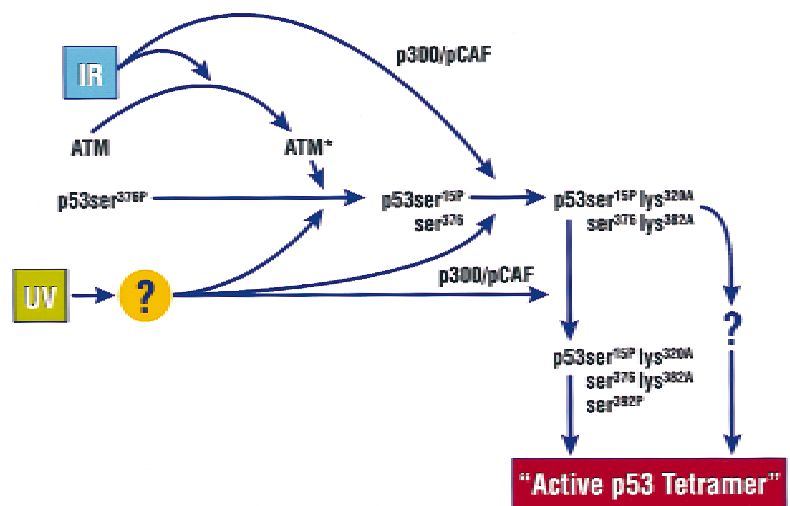 p300/pCAF
IR
ATM
ATM*
p53ser376P
p53ser15P
ser376
p53ser15P lys320A
ser376 lys382A
p300/pCAF
UV
?
?
p53ser15P lys320A
ser376 lys382A
ser392P
"Active p53 Tetramer"